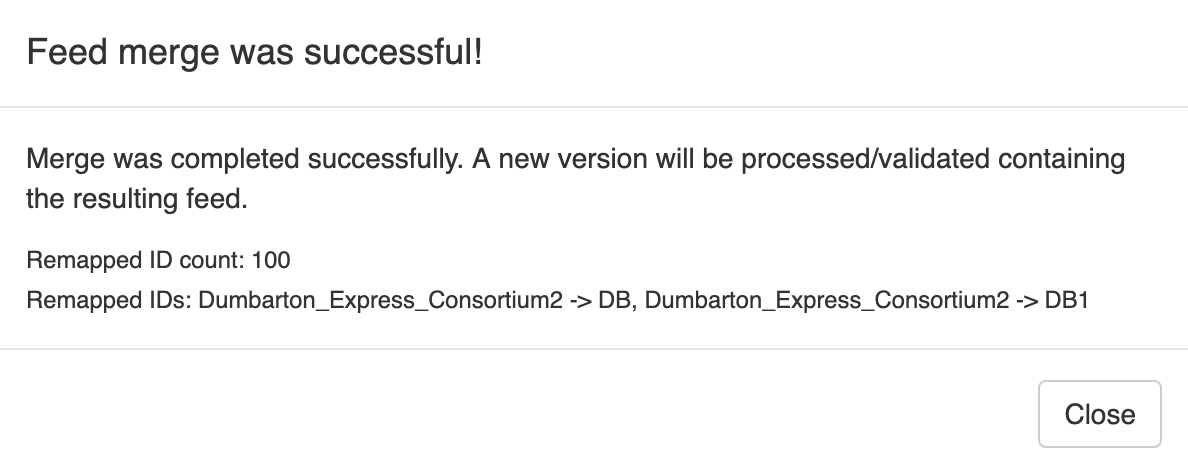 Feed merge was successful!
Merge was completed successfully. A new version will be processed/validated containing
the resulting feed.
Remapped ID count: 100
Remapped IDs: Dumbarton_Express_Consortium2 -> DB, Dumbarton_Express_Consortium2 -> DB1
Close